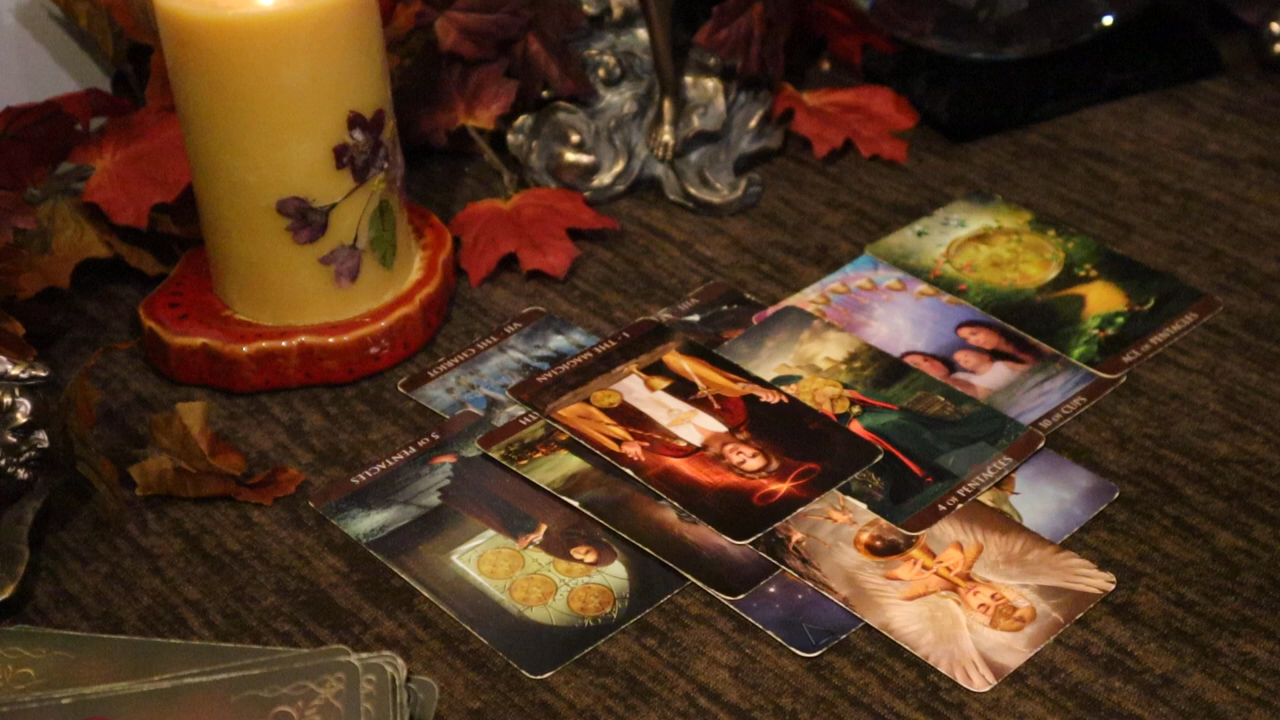 VII · THE CHARIOT
I · THE MAGICIAN
5 OF PENTACLES
ACE OF PENTACLES
10 OF CUPS
4 OF PENTACLES